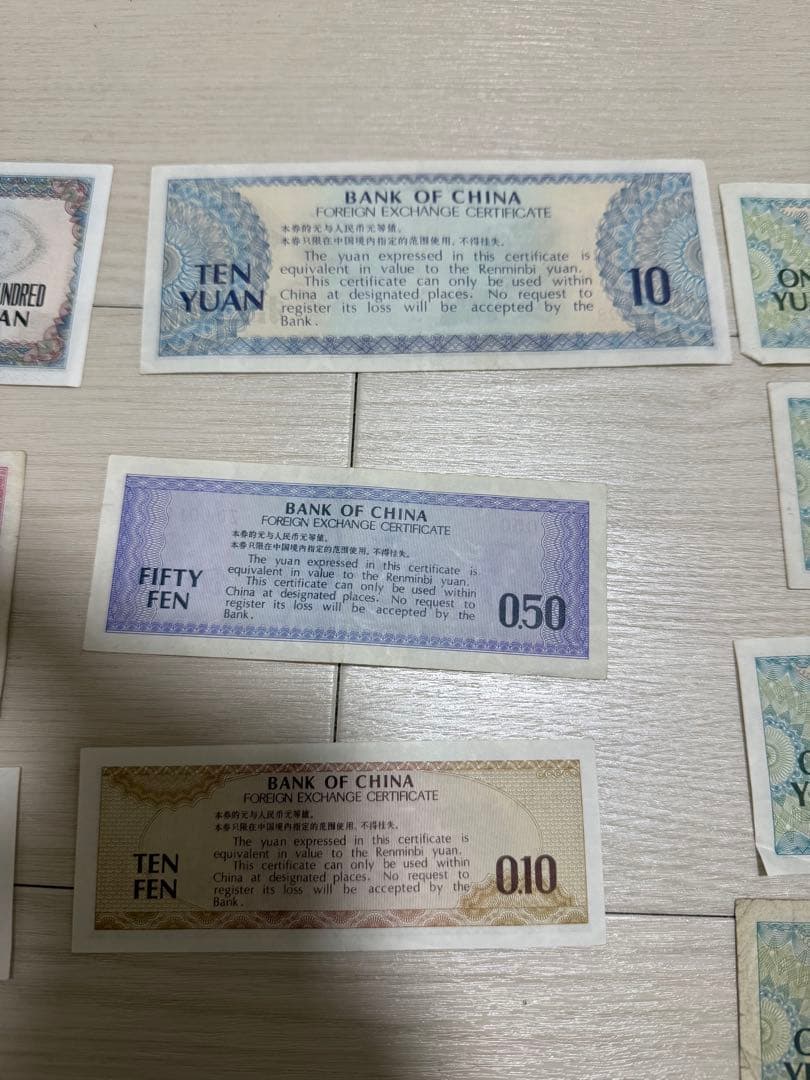 UNDRED
AN
BANK OF CHINA
FOREIGN EXCHANGE CERTIFICATE
本券的元与人民币元等值。
本券只限在中国境内指定的范围使用，不得挂失。
The yuan expressed in this certificate is
equivalent in value to the Renminbi yuan.
This certificate can only be used within
China at designated places. No request to
register its loss will be accepted by the
Bank.
TEN
YUAN
10
ON
YU
BANK OF CHINA
FOREIGN EXCHANGE CERTIFICATE
本券的元与人民币元等值。
本券只限在中国境内指定的范围使用，不得挂失。
The yuan expressed in this certificate is
equivalent in value to the Renminbi yuan.
This certificate can only be used within
China at designated places. No request to
register its loss will be accepted by the
Bank.
FIFTY
FEN
0.50
BANK OF CHINA
FOREIGN EXCHANGE CERTIFICATE
本券的元与人民币元等值。
本券只限在中国境内指定的范围使用，不得挂失。
The yuan expressed in this certificate is
equivalent in value to the Renminbi yuan.
This certificate can only be used within
China at designated places. No request to
register its loss will be accepted by the
Bank.
TEN
FEN
0.10